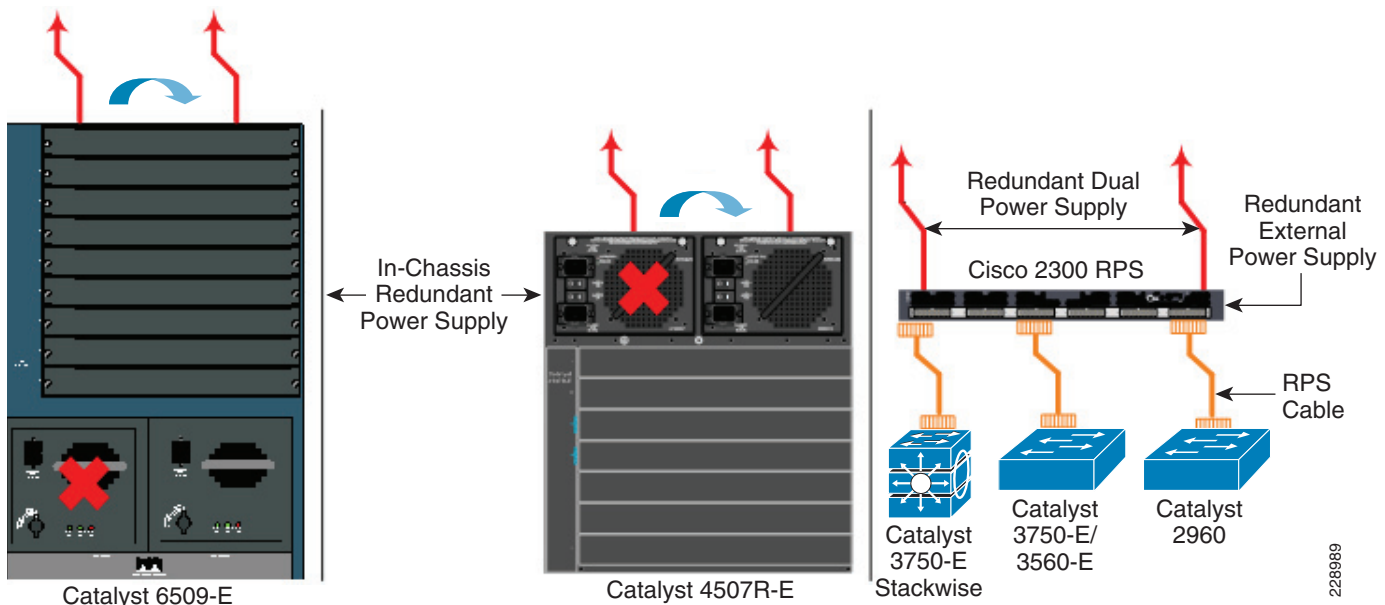 In-Chassis
Redundant
Power Supply
Catalyst 6509-E
Catalyst 4507R-E
Redundant Dual
Power Supply
Redundant
External
Power Supply
Cisco 2300 RPS
RPS
Cable
Catalyst
3750-E
Stackwise
Catalyst
3750-E/
3560-E
Catalyst
2960
228989